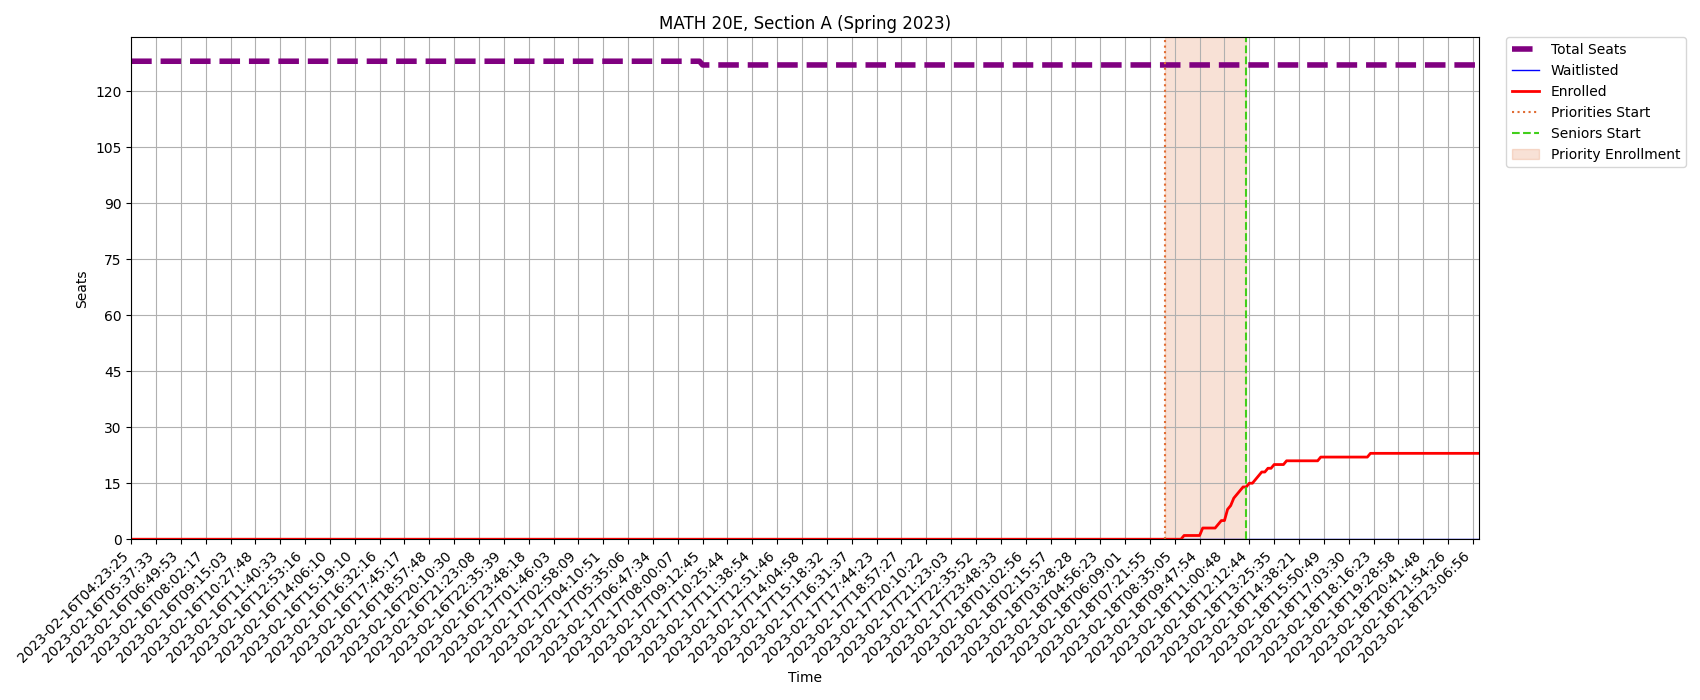 MATH 20E, Section A (Spring 2023)
Total Seats
Waitlisted
Enrolled
Priorities Start
Seniors Start
Priority Enrollment
Seats
120
105
90
75
60
45
30
15
0
2023-02-16T04:23:25
2023-02-16T05:37:33
2023-02-16T06:49:53
2023-02-16T08:02:17
2023-02-16T09:15:03
2023-02-16T10:27:48
2023-02-16T11:40:33
2023-02-16T12:53:16
2023-02-16T14:06:10
2023-02-16T15:19:10
2023-02-16T16:32:16
2023-02-16T17:45:17
2023-02-16T18:57:48
2023-02-16T20:10:30
2023-02-16T21:23:08
2023-02-16T22:35:39
2023-02-16T23:48:18
2023-02-17T01:46:03
2023-02-17T02:58:09
2023-02-17T04:10:51
2023-02-17T05:35:06
2023-02-17T06:47:34
2023-02-17T08:00:07
2023-02-17T09:12:45
2023-02-17T10:25:44
2023-02-17T11:38:54
2023-02-17T12:51:46
2023-02-17T14:04:58
2023-02-17T15:18:32
2023-02-17T16:31:37
2023-02-17T17:44:23
2023-02-17T18:57:27
2023-02-17T20:10:22
2023-02-17T21:23:03
2023-02-17T22:35:52
2023-02-17T23:48:33
2023-02-18T01:02:56
2023-02-18T02:15:57
2023-02-18T03:28:28
2023-02-18T04:56:23
2023-02-18T06:09:01
2023-02-18T07:21:55
2023-02-18T08:35:05
2023-02-18T09:47:54
2023-02-18T11:00:48
2023-02-18T12:12:44
2023-02-18T13:25:35
2023-02-18T14:38:21
2023-02-18T15:50:49
2023-02-18T17:03:30
2023-02-18T18:16:23
2023-02-18T19:28:58
2023-02-18T20:41:48
2023-02-18T21:54:26
2023-02-18T23:06:56
Time